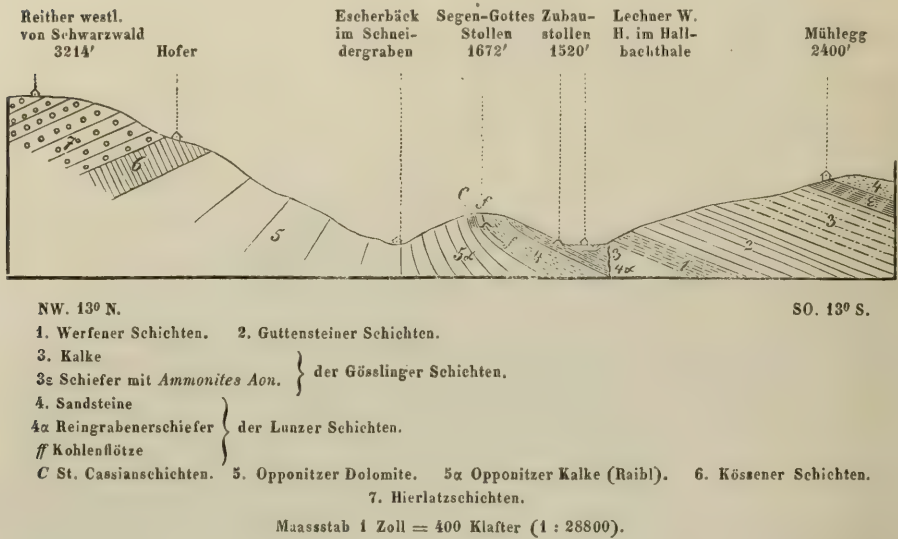 Reither westl.
von Schwarzwald
3214′
Hofer
Escherbäck
im Schnei-
dergraben
Segen-Gottes
Stollen
1672′
Zubau-
stollen
1520′
Lechner W.
H. im Hall-
bachthale
Mühlegg
2400′
7
6
5
5α
C f
f
4
3
4α
1
2
3
ε
4
NW. 13⁰ N.
SO. 13⁰ S.
1. Werfener Schichten. 2. Guttensteiner Schichten.
3. Kalke
3ε Schiefer mit Ammonites Aon.
der Gösslinger Schichten.
4. Sandsteine
4α Reingrabenerschiefer
ff Kohlenflötze
der Lunzer Schichten.
C St. Cassianschichten. 5. Opponitzer Dolomite. 5α Opponitzer Kalke (Raibl). 6. Kössener Schichten.
7. Hierlatzschichten.
Maassstab 1 Zoll = 400 Klafter (1 : 28800).